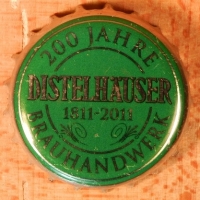 200 JAHRE
DISTELHÄUSER
1811-2011
BRAUHANDWERK